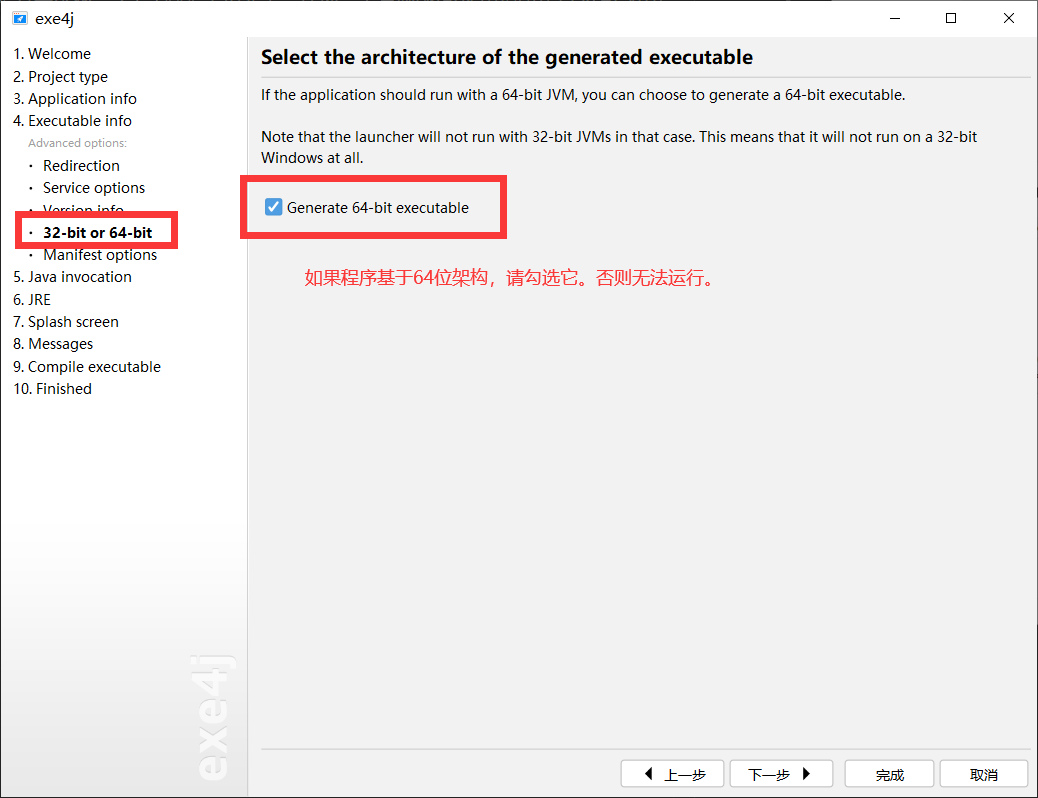 exe4j
1. Welcome
2. Project type
3. Application info
4. Executable info
Advanced options:
· Redirection
· Service options
· Version info
· 32-bit or 64-bit
· Manifest options
5. Java invocation
6. JRE
7. Splash screen
8. Messages
9. Compile executable
10. Finished
exe4j
Select the architecture of the generated executable
If the application should run with a 64-bit JVM, you can choose to generate a 64-bit executable.
Note that the launcher will not run with 32-bit JVMs in that case. This means that it will not run on a 32-bit
Windows at all.
Generate 64-bit executable
如果程序基于64位架构，请勾选它。否则无法运行。
上一步
下一步
完成
取消